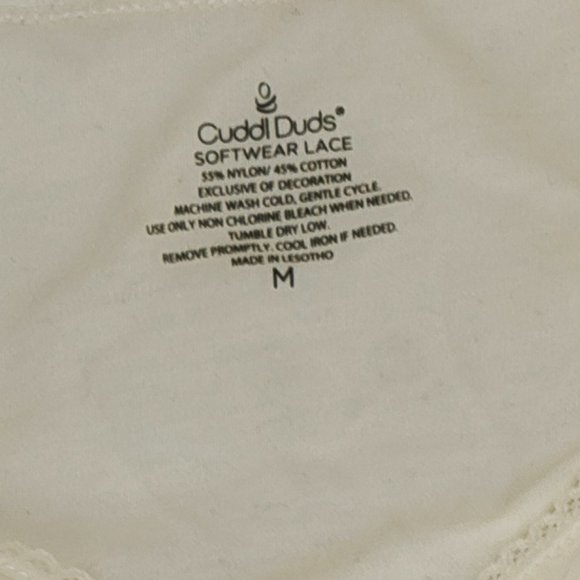 Cuddl Duds®
SOFTWEAR LACE
55% NYLON/ 45% COTTON
EXCLUSIVE OF DECORATION
MACHINE WASH COLD, GENTLE CYCLE.
USE ONLY NON CHLORINE BLEACH WHEN NEEDED.
TUMBLE DRY LOW.
REMOVE PROMPTLY. COOL IRON IF NEEDED.
MADE IN LESOTHO
M